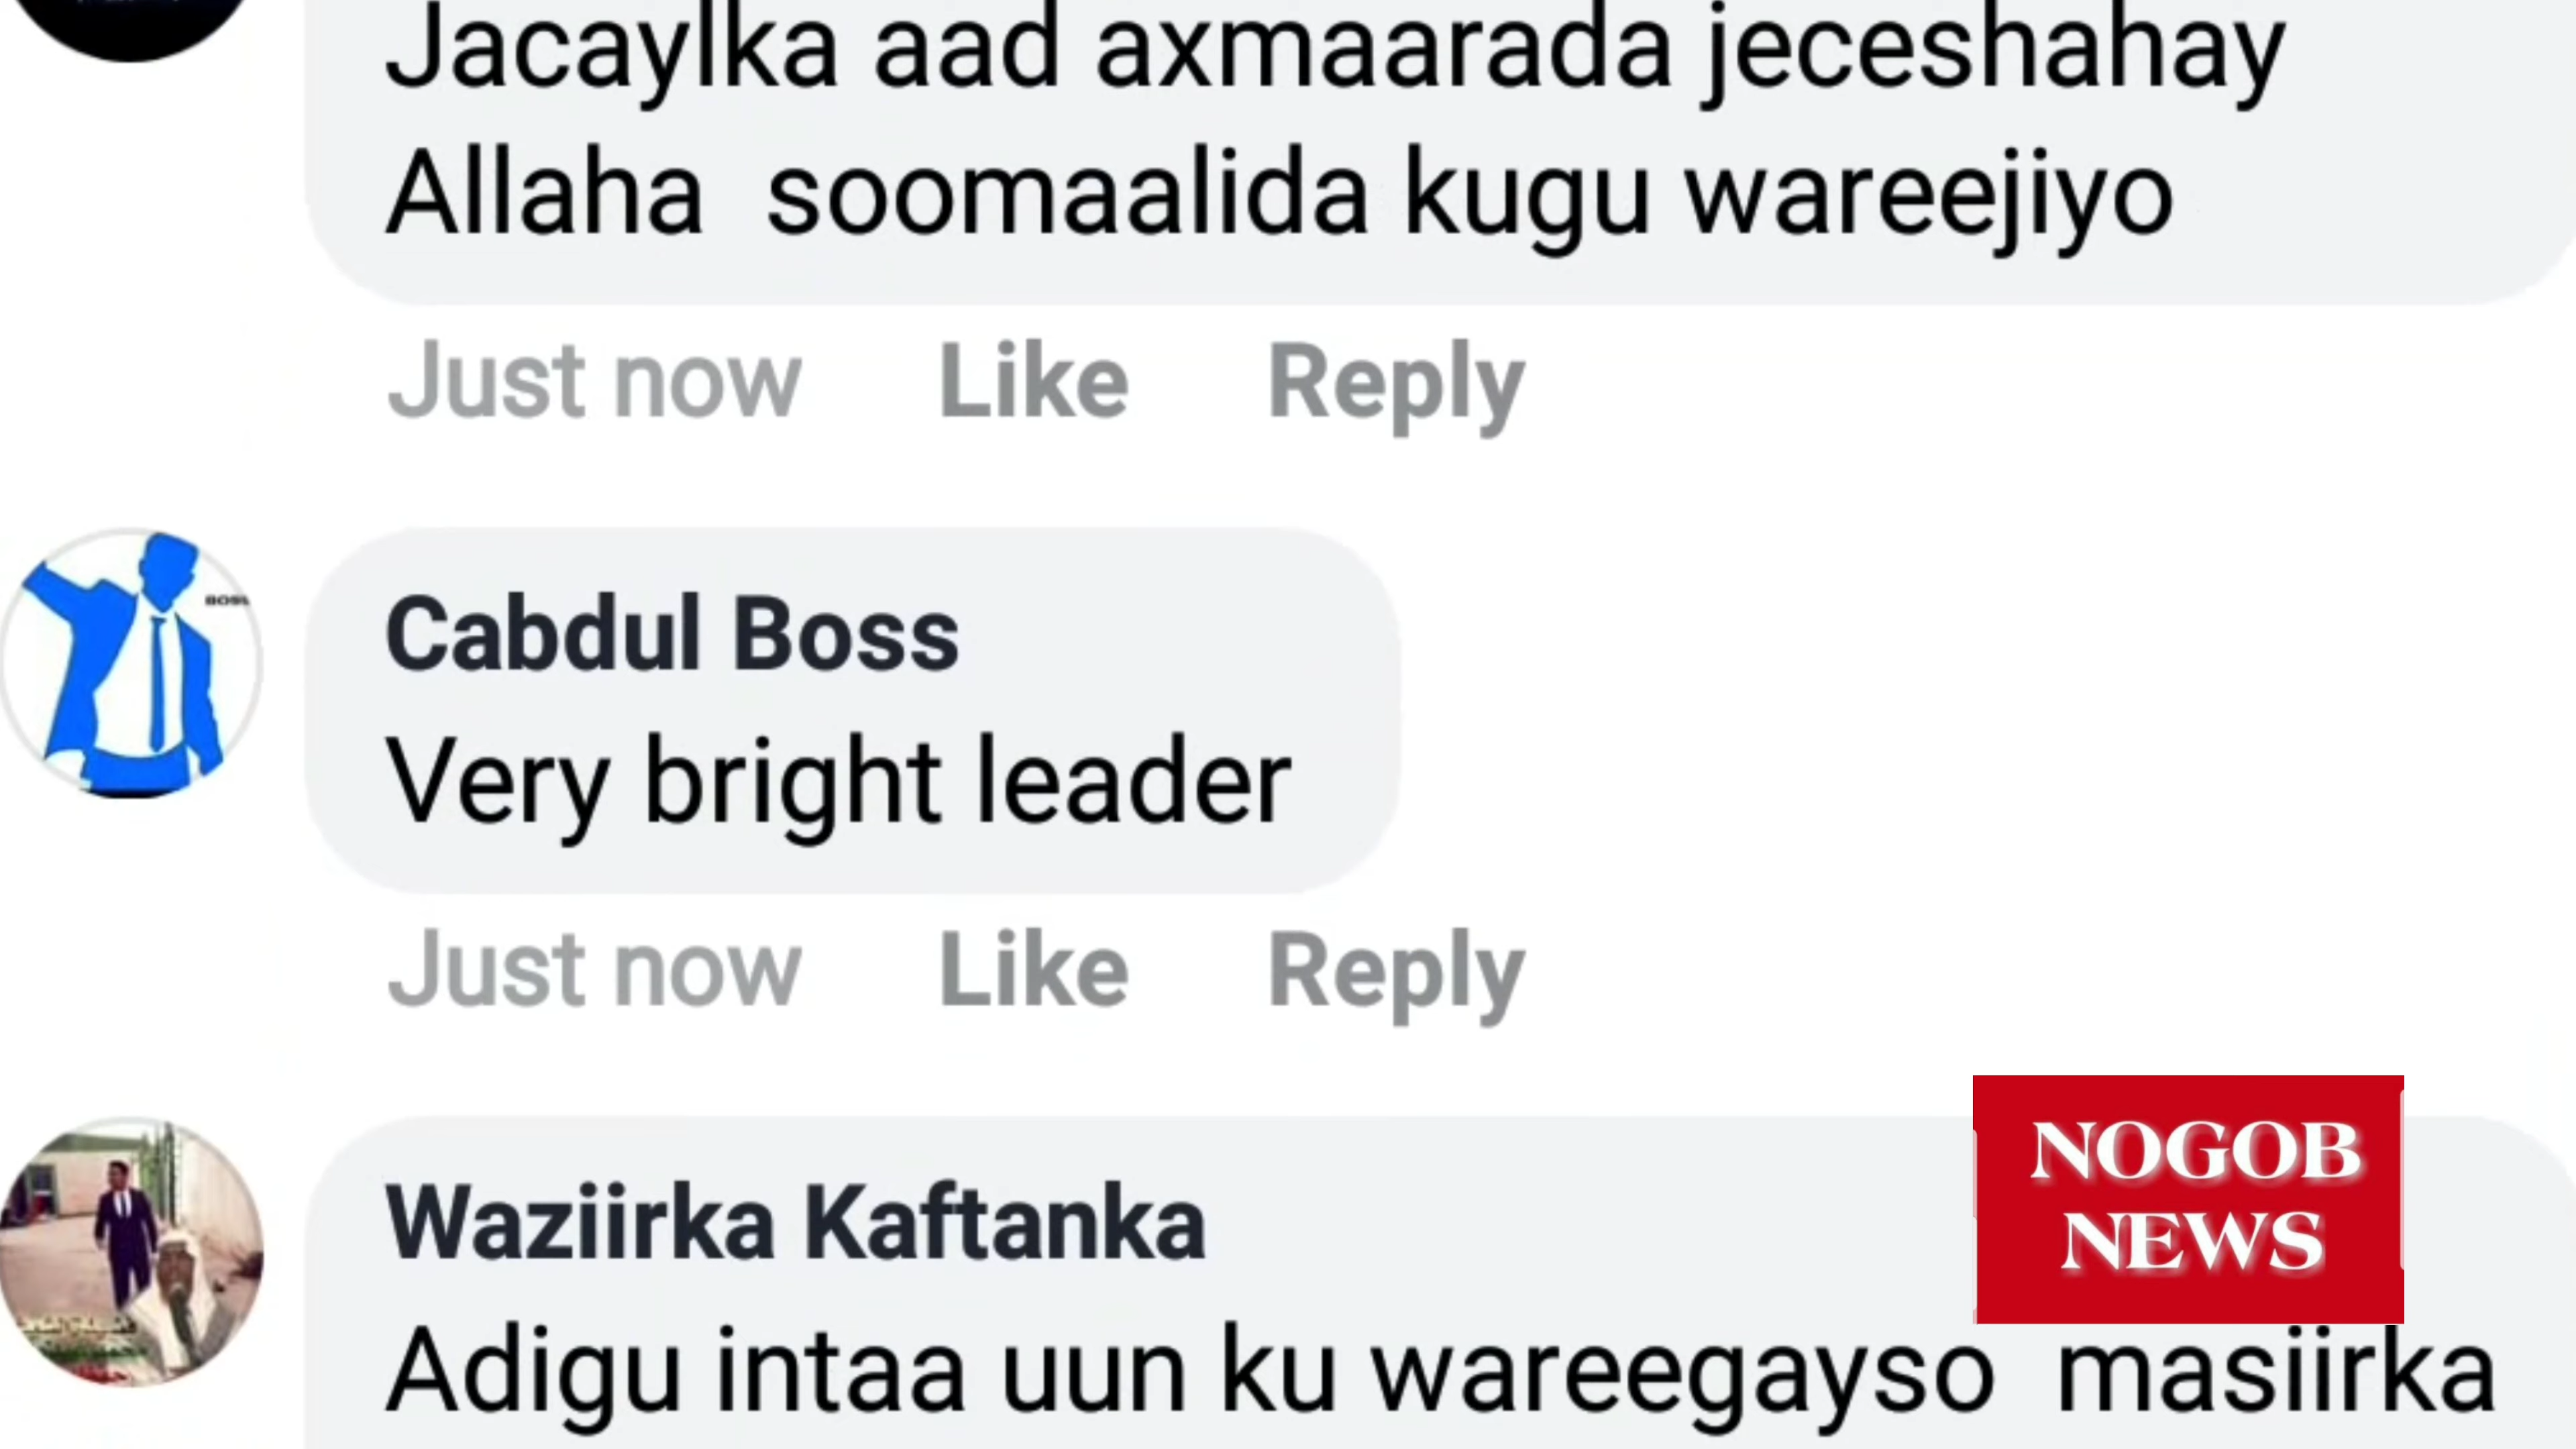 Jacaylka aad axmaarada jeceshahay
Allaha soomaalida kugu wareejiyo
Just now Like Reply
BOSS
Cabdul Boss
Very bright leader
Just now Like Reply
Waziirka Kaftanka
NOGOB
NEWS
Adigu intaa uun ku wareegayso masiirka